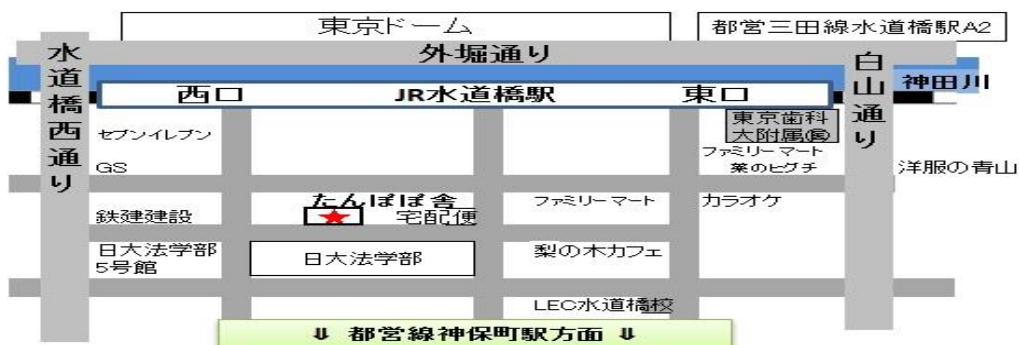 東京ドーム
都営三田線水道橋駅A2
水道橋西通り
外堀通り
白山通り
神田川
西口
JR水道橋駅
東口
セブンイレブン
東京歯科
大附属㊩
ファミリーマート
薬のヒグチ
GS
洋服の青山
たんぽぽ舎
鉄建建設
宅配便
ファミリーマート
カラオケ
日大法学部
5号館
日大法学部
梨の木カフェ
LEC水道橋校
⇓ 都営線神保町駅方面 ⇓